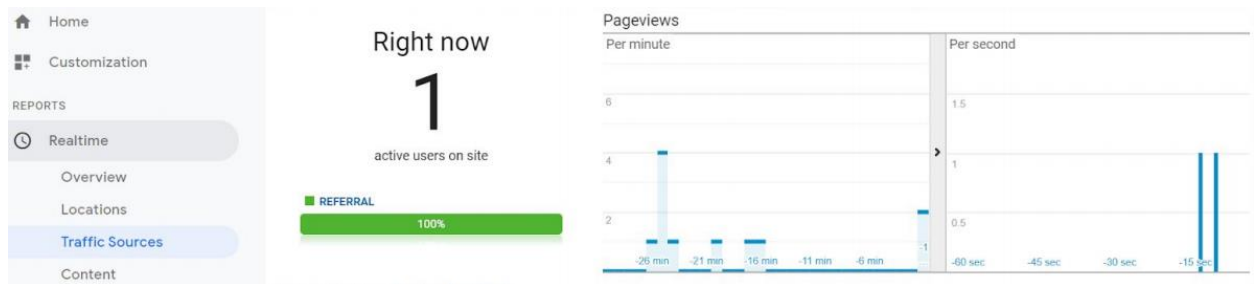 Home
Customization
REPORTS
Realtime
Overview
Locations
Traffic Sources
Content
Right now
1
active users on site
REFERRAL
100%
Pageviews
Per minute
6
4
2
-26 min -21 min -16 min -11 min -6 min -1
Per second
1.5
1
0.5
-60 sec -45 sec -30 sec -15 sec